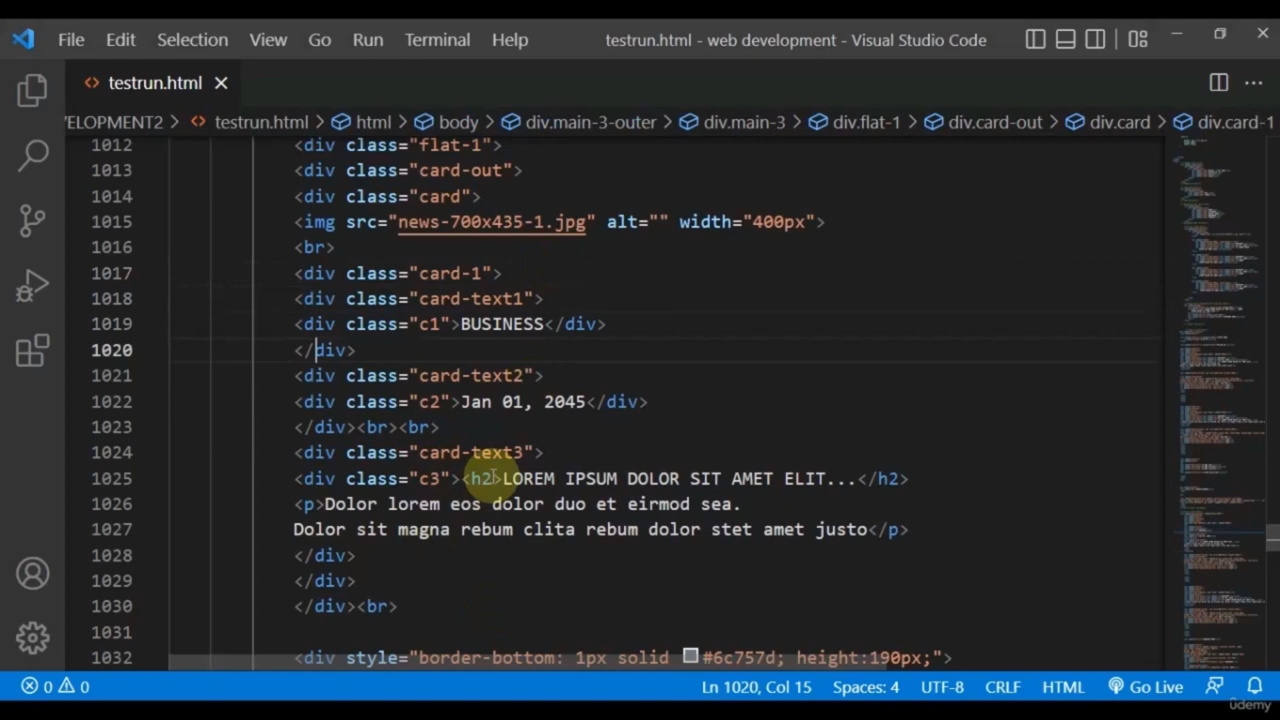 File Edit Selection View Go Run Terminal Help testrun.html - web development - Visual Studio Code
testrun.html
'ELOPMENT2 > testrun.html > html > body > div.main-3-outer > div.main-3 > div.flat-1 > div.card-out > div.card > div.card-1
1012 <div class="flat-1">
1013 <div class="card-out">
1014 <div class="card">
1015 <img src="news-700x435-1.jpg" alt="" width="400px">
1016 <br>
1017 <div class="card-1">
1018 <div class="card-text1">
1019 <div class="c1">BUSINESS</div>
1020 </div>
1021 <div class="card-text2">
1022 <div class="c2">Jan 01, 2045</div>
1023 </div><br><br>
1024 <div class="card-text3">
1025 <div class="c3"><h2>LOREM IPSUM DOLOR SIT AMET ELIT...</h2>
1026 <p>Dolor lorem eos dolor duo et eirmod sea.
1027 Dolor sit magna rebum clita rebum dolor stet amet justo</p>
1028 </div>
1029 </div>
1030 </div><br>
1031
1032 <div style="border-bottom: 1px solid #6c757d; height:190px;">
0 0 Ln 1020, Col 15 Spaces: 4 UTF-8 CRLF HTML Go Live
ûdemy